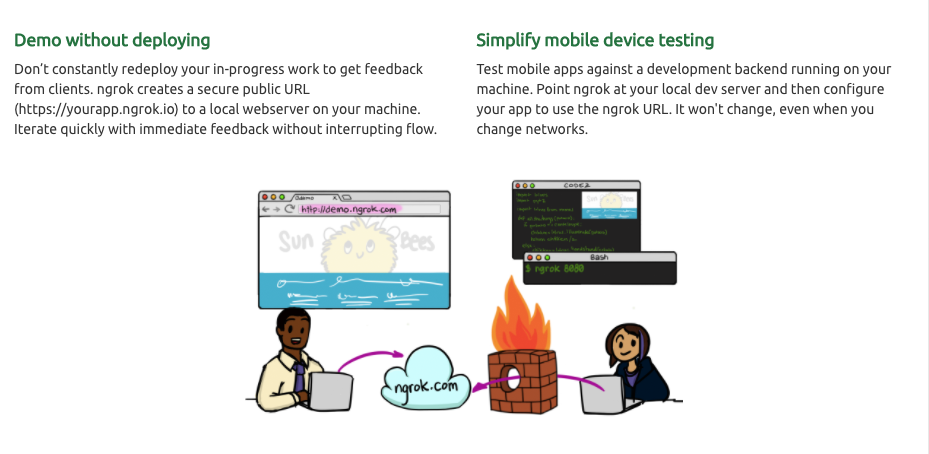 Demo without deploying
Don't constantly redeploy your in-progress work to get feedback
from clients. ngrok creates a secure public URL
(https://yourapp.ngrok.io) to a local webserver on your machine.
Iterate quickly with immediate feedback without interrupting flow.
Simplify mobile device testing
Test mobile apps against a development backend running on your
machine. Point ngrok at your local dev server and then configure
your app to use the ngrok URL. It won't change, even when you
change networks.
demo
http://demo.ngrok.com
Sun Bees
Bash
$ ngrok 8080
ngrok.com